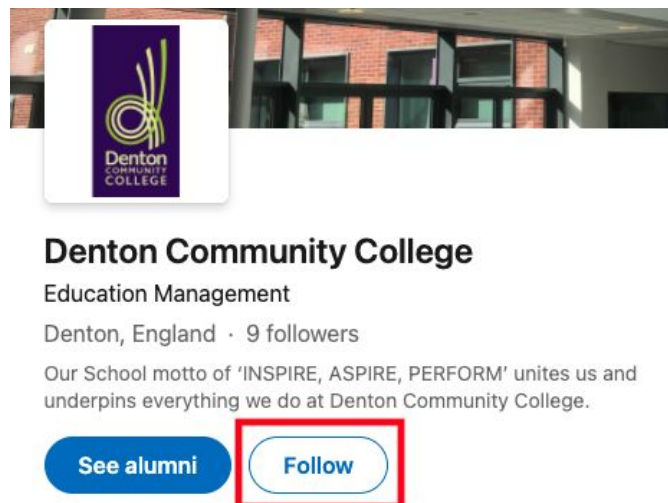 Denton
COMMUNITY
COLLEGE
Denton Community College
Education Management
Denton, England · 9 followers
Our School motto of ‘INSPIRE, ASPIRE, PERFORM’ unites us and
underpins everything we do at Denton Community College.
See alumni Follow